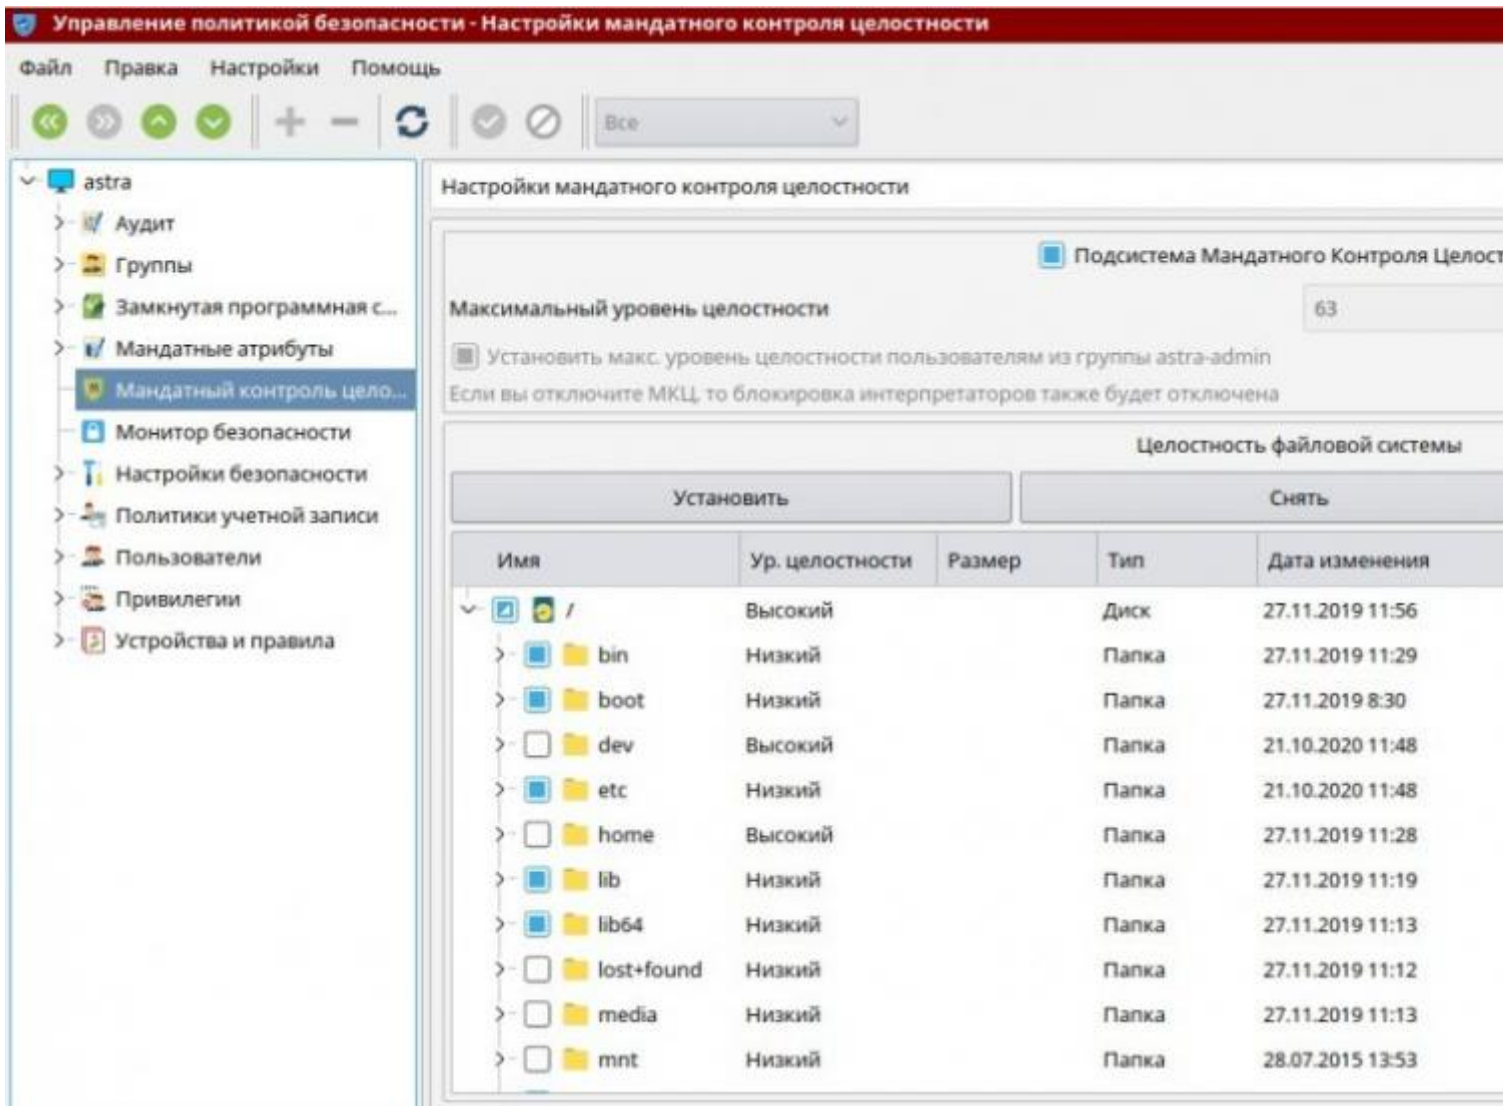 Управление политикой безопасности - Настройки мандатного контроля целостности
Файл Правка Настройки Помощь
Все
astra
Аудит
Группы
Замкнутая программная с...
Мандатные атрибуты
Мандатный контроль цело...
Монитор безопасности
Настройки безопасности
Политики учетной записи
Пользователи
Привилегии
Устройства и правила
Настройки мандатного контроля целостности
Подсистема Мандатного Контроля Целост
Максимальный уровень целостности 63
Установить макс. уровень целостности пользователям из группы astra-admin
Если вы отключите МКЦ, то блокировка интерпретаторов также будет отключена
Целостность файловой системы
Установить Снять
Имя Ур. целостности Размер Тип Дата изменения
/ Высокий Диск 27.11.2019 11:56
bin Низкий Папка 27.11.2019 11:29
boot Низкий Папка 27.11.2019 8:30
dev Высокий Папка 21.10.2020 11:48
etc Низкий Папка 21.10.2020 11:48
home Высокий Папка 27.11.2019 11:28
lib Низкий Папка 27.11.2019 11:19
lib64 Низкий Папка 27.11.2019 11:13
lost+found Низкий Папка 27.11.2019 11:12
media Низкий Папка 27.11.2019 11:13
mnt Низкий Папка 28.07.2015 13:53